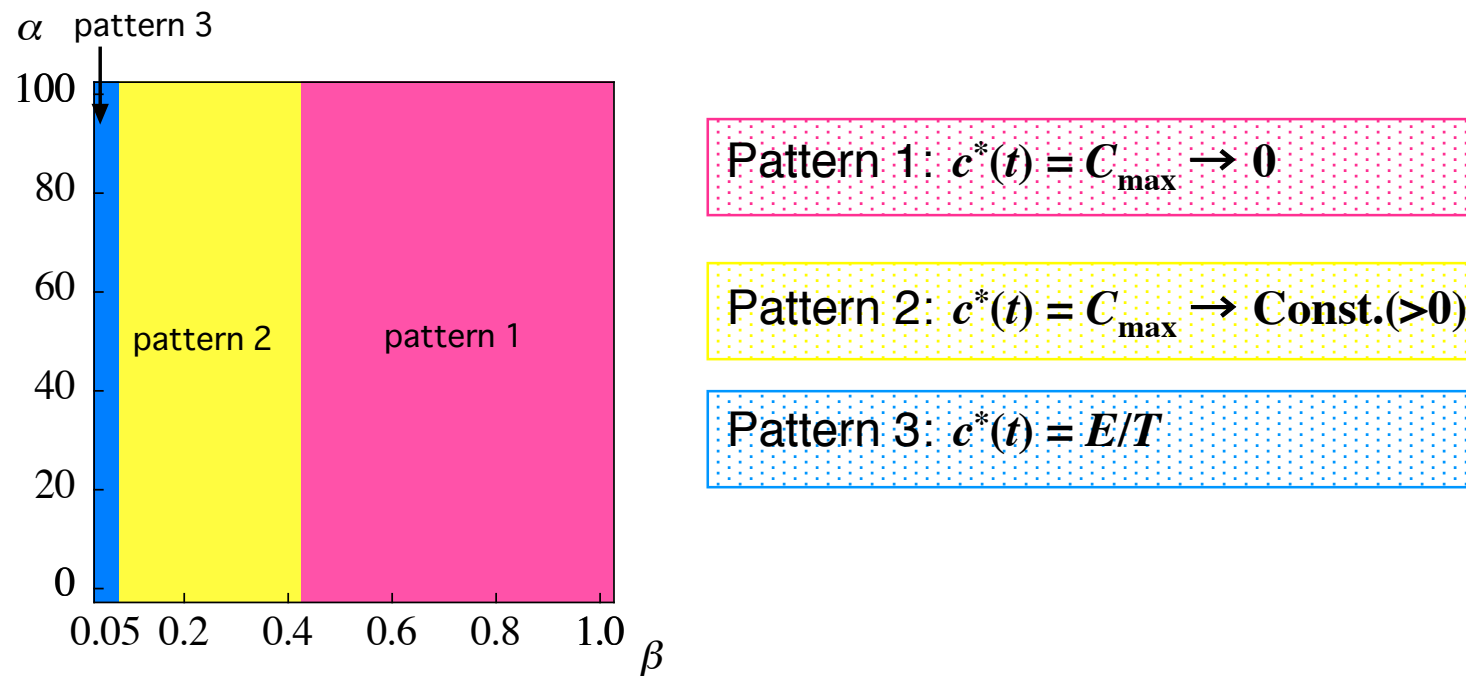 α pattern 3
100
80
60
40
20
0
pattern 2
pattern 1
0.05 0.2 0.4 0.6 0.8 1.0
β
Pattern 1: c*(t) = Cmax → 0
Pattern 2: c*(t) = Cmax → Const.(>0)
Pattern 3: c*(t) = E/T